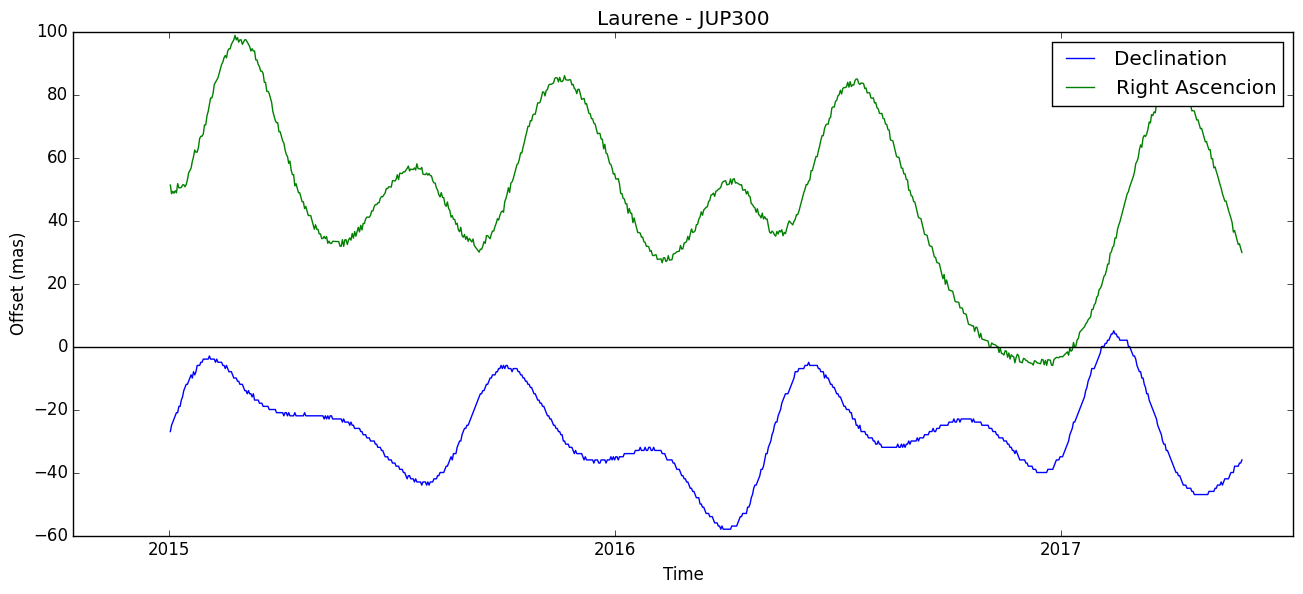 Laurene - JUP300
Declination
Right Ascencion
100
80
60
40
20
0
−20
−40
−60
Offset (mas)
2015
2016
2017
Time